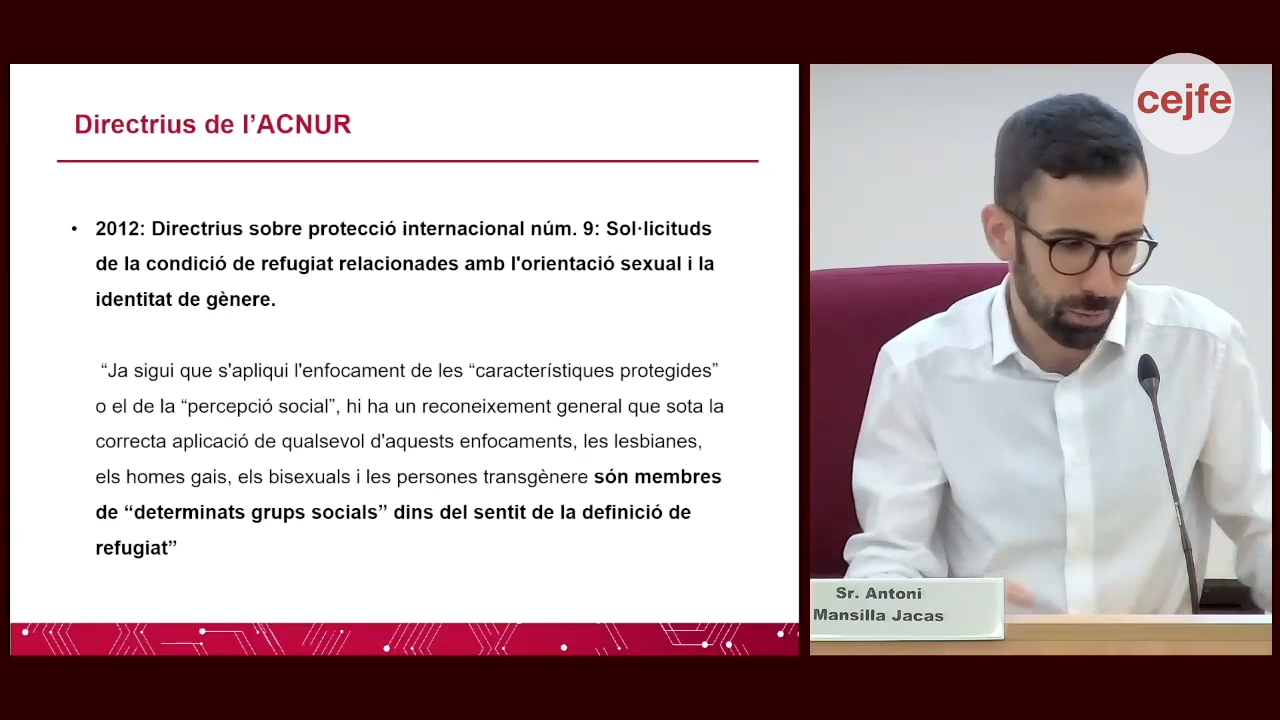 Directrius de l’ACNUR
• 2012: Directrius sobre protecció internacional núm. 9: Sol·licituds
de la condició de refugiat relacionades amb l'orientació sexual i la
identitat de gènere.
“Ja sigui que s'apliqui l'enfocament de les “característiques protegides”
o el de la “percepció social”, hi ha un reconeixement general que sota la
correcta aplicació de qualsevol d'aquests enfocaments, les lesbianes,
els homes gais, els bisexuals i les persones transgènere són membres
de “determinats grups socials” dins del sentit de la definició de
refugiat”
cejfe
Sr. Antoni
Mansilla Jacas